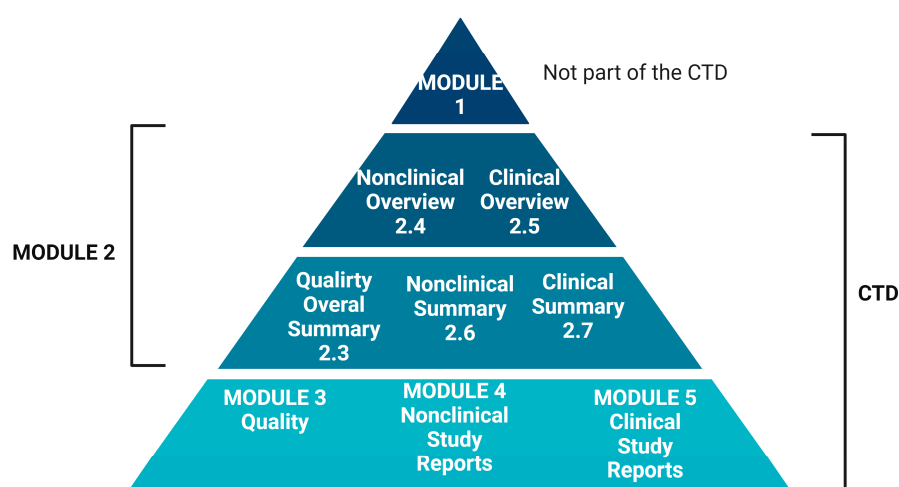 MODULE
1
Not part of the CTD
Nonclinical
Overview
2.4
Clinical
Overview
2.5
MODULE 2
Qualirty
Overal
Summary
2.3
Nonclinical
Summary
2.6
Clinical
Summary
2.7
CTD
MODULE 3
Quality
MODULE 4
Nonclinical
Study
Reports
MODULE 5
Clinical
Study
Reports